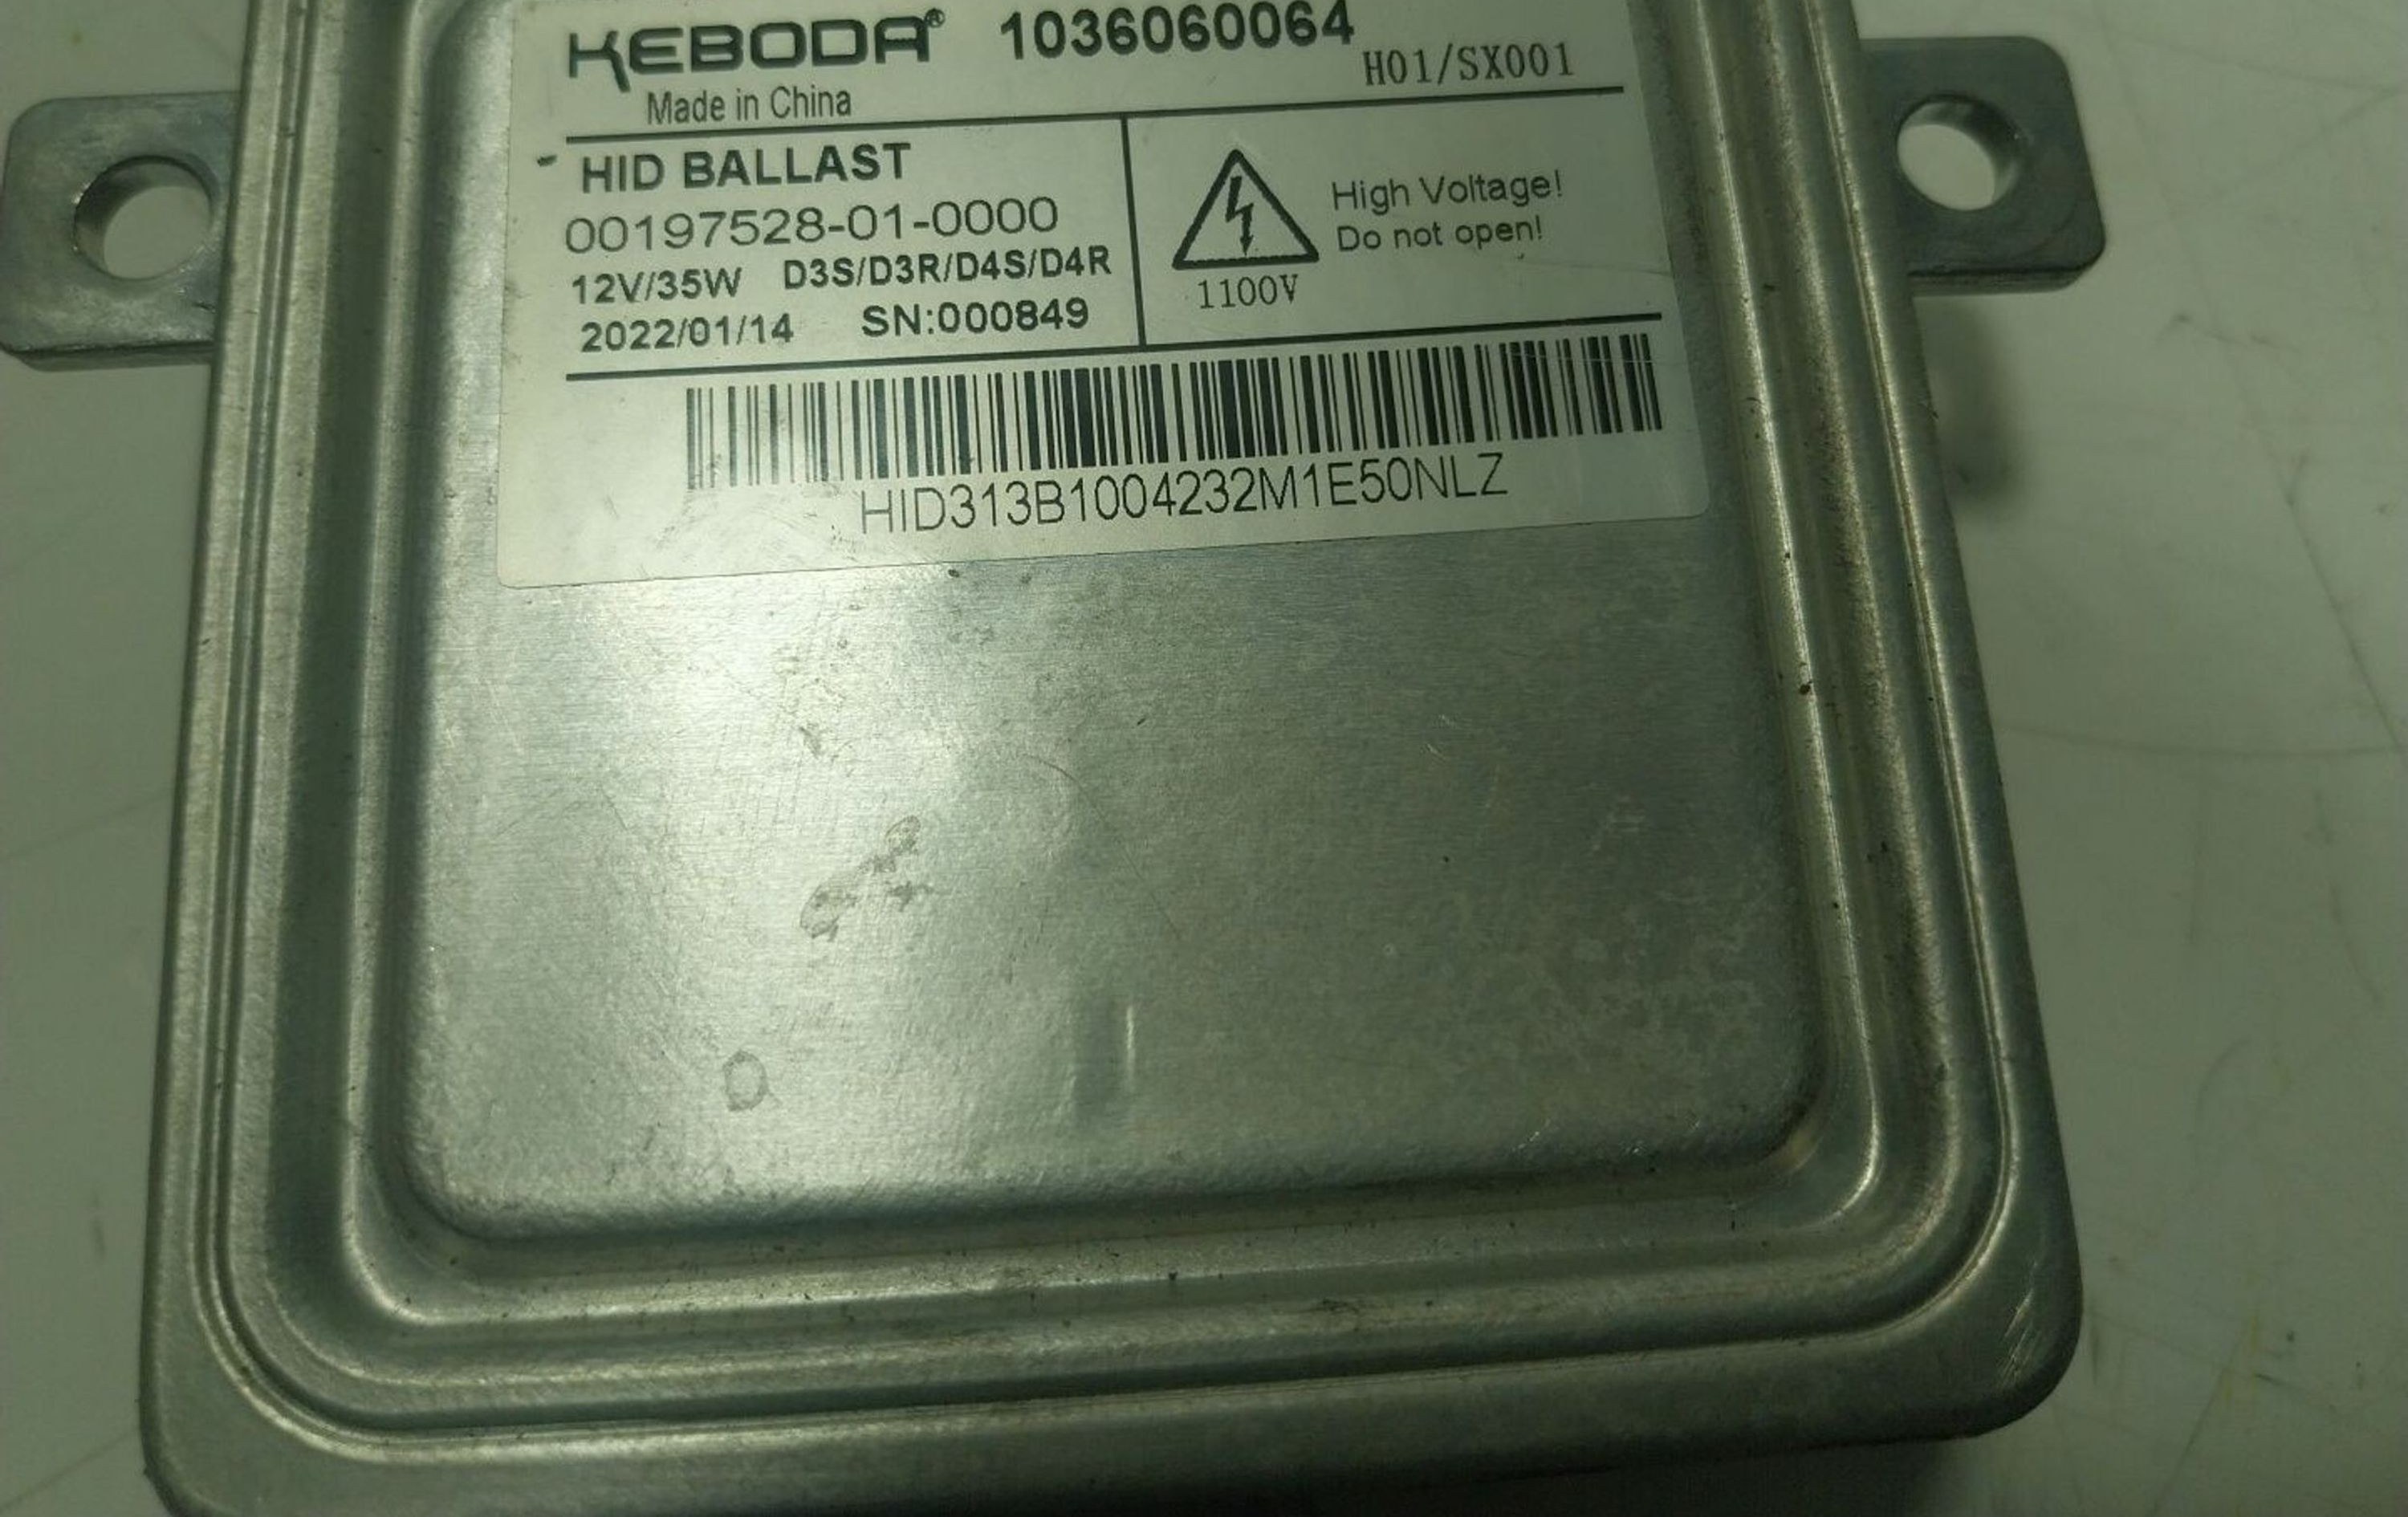 KEBODA® 1036060064
H01/SX001
Made in China
HID BALLAST
00197528-01-0000
12V/35W D3S/D3R/D4S/D4R
2022/01/14 SN:000849
High Voltage!
Do not open!
1100V
HID313B1004232M1E50NLZ